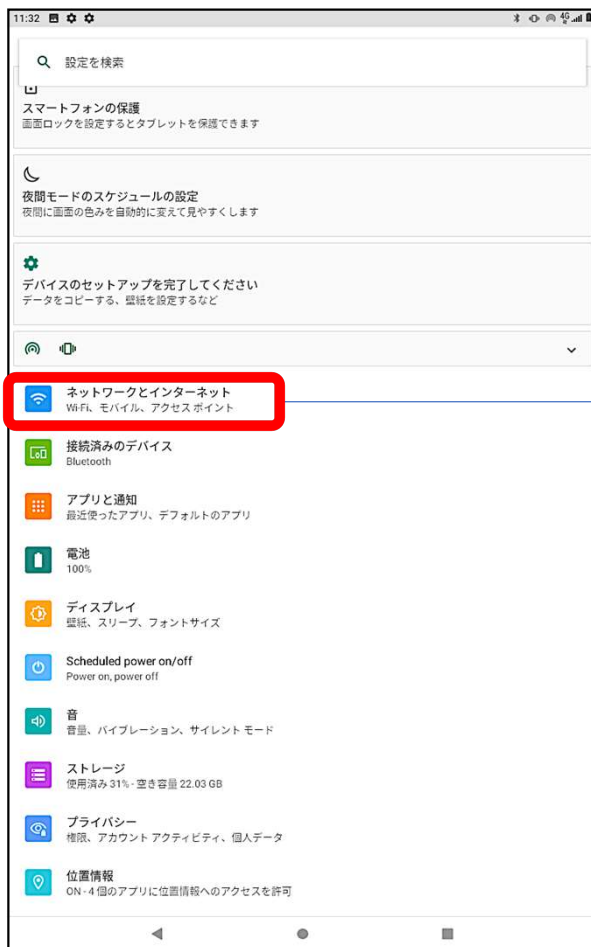 11:32
4G
設定を検索
スマートフォンの保護
画面ロックを設定するとタブレットを保護できます
夜間モードのスケジュールの設定
夜間に画面の色みを自動的に変えて見やすくします
デバイスのセットアップを完了してください
データをコピーする、壁紙を設定するなど
ネットワークとインターネット
Wi-Fi、モバイル、アクセス ポイント
接続済みのデバイス
Bluetooth
アプリと通知
最近使ったアプリ、デフォルトのアプリ
電池
100%
ディスプレイ
壁紙、スリープ、フォントサイズ
Scheduled power on/off
Power on, power off
音
音量、バイブレーション、サイレント モード
ストレージ
使用済み 31% - 空き容量 22.03 GB
プライバシー
権限、アカウント アクティビティ、個人データ
位置情報
ON - 4 個のアプリに位置情報へのアクセスを許可